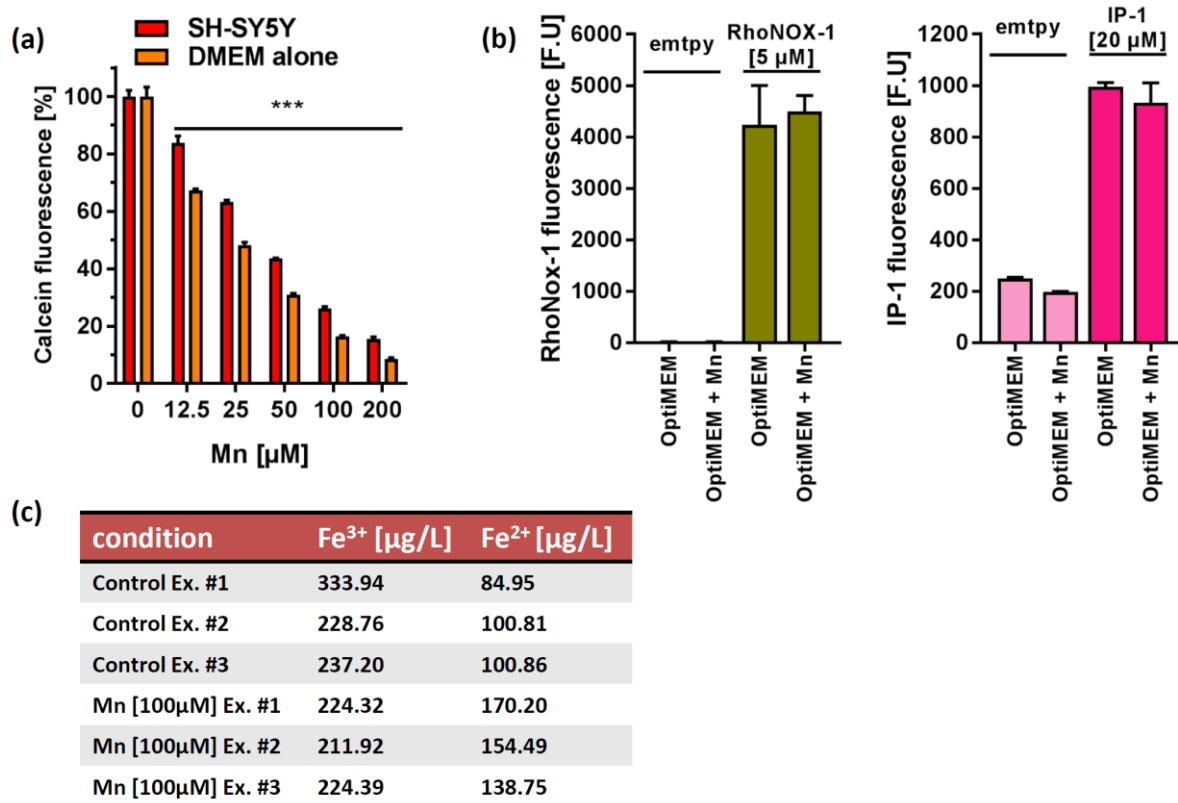 (a)
SH-SY5Y
DMEM alone
Calcein fluorescence [%]
100
80
60
40
20
0
***
0 12.5 25 50 100 200
Mn [µM]
(b)
RhoNox-1 fluorescence [F.U]
6000
5000
4000
3000
2000
1000
0
emtpy
RhoNOX-1
[5 µM]
OptiMEM
OptiMEM + Mn
OptiMEM
OptiMEM + Mn
IP-1 fluorescence [F.U]
1200
1000
800
600
400
200
0
emtpy
IP-1
[20 µM]
OptiMEM
OptiMEM + Mn
OptiMEM
OptiMEM + Mn
(c)
condition Fe³⁺ [µg/L] Fe²⁺ [µg/L]
Control Ex. #1 333.94 84.95
Control Ex. #2 228.76 100.81
Control Ex. #3 237.20 100.86
Mn [100µM] Ex. #1 224.32 170.20
Mn [100µM] Ex. #2 211.92 154.49
Mn [100µM] Ex. #3 224.39 138.75